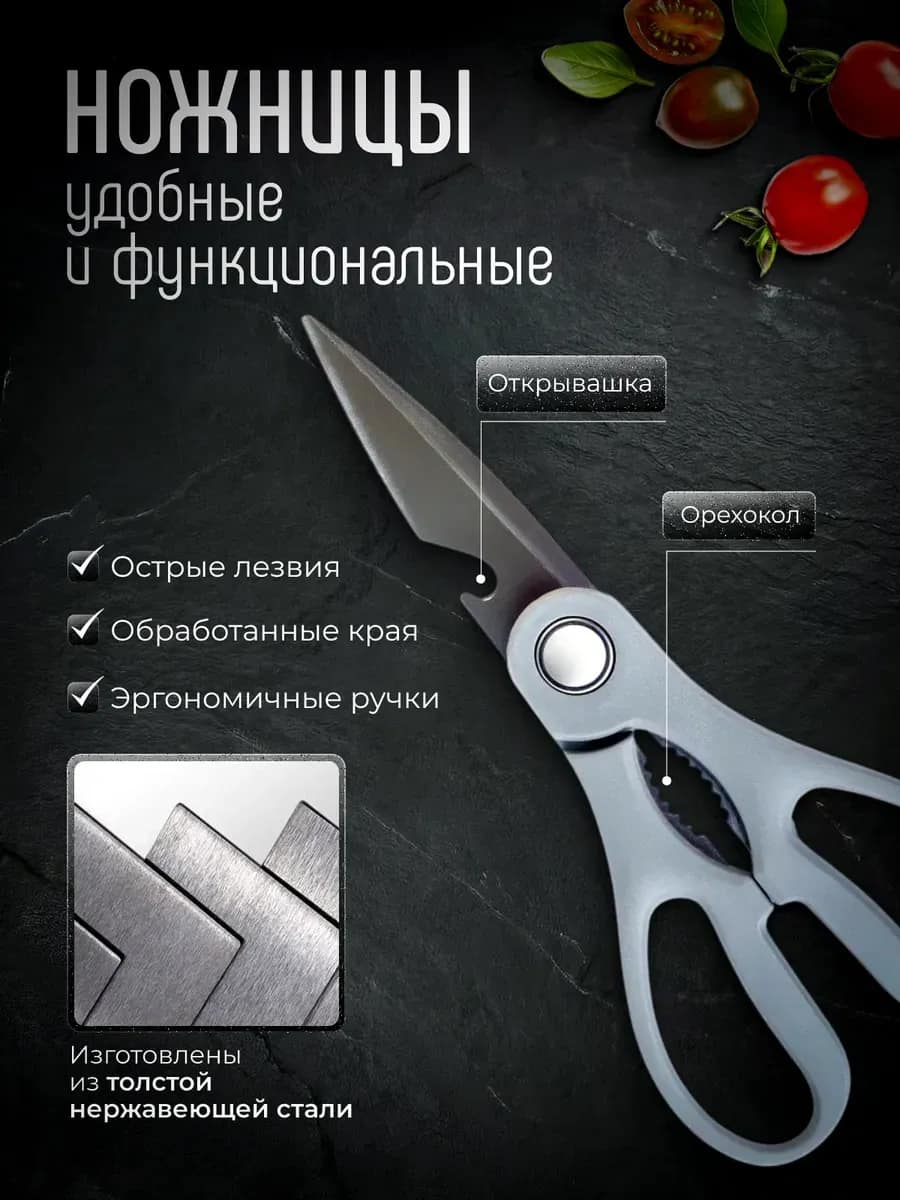 НОЖНИЦЫ
удобные
и функциональные
Открывашка
Орехокол
Острые лезвия
Обработанные края
Эргономичные ручки
Изготовлены
из толстой
нержавеющей стали